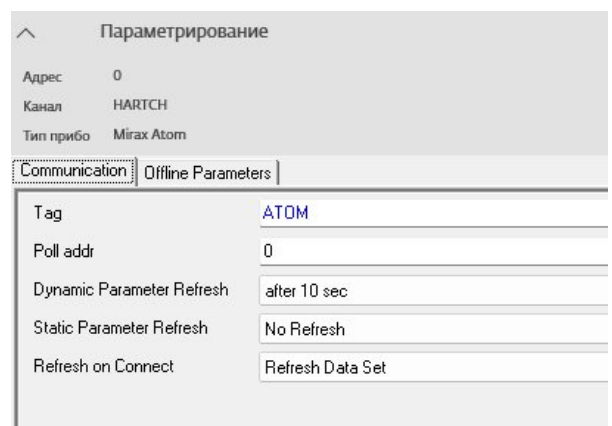 Параметрирование
Адрес 0
Канал HARTCH
Тип прибо Mirax Atom
Communication Offline Parameters
Tag ATOM
Poll addr 0
Dynamic Parameter Refresh after 10 sec
Static Parameter Refresh No Refresh
Refresh on Connect Refresh Data Set